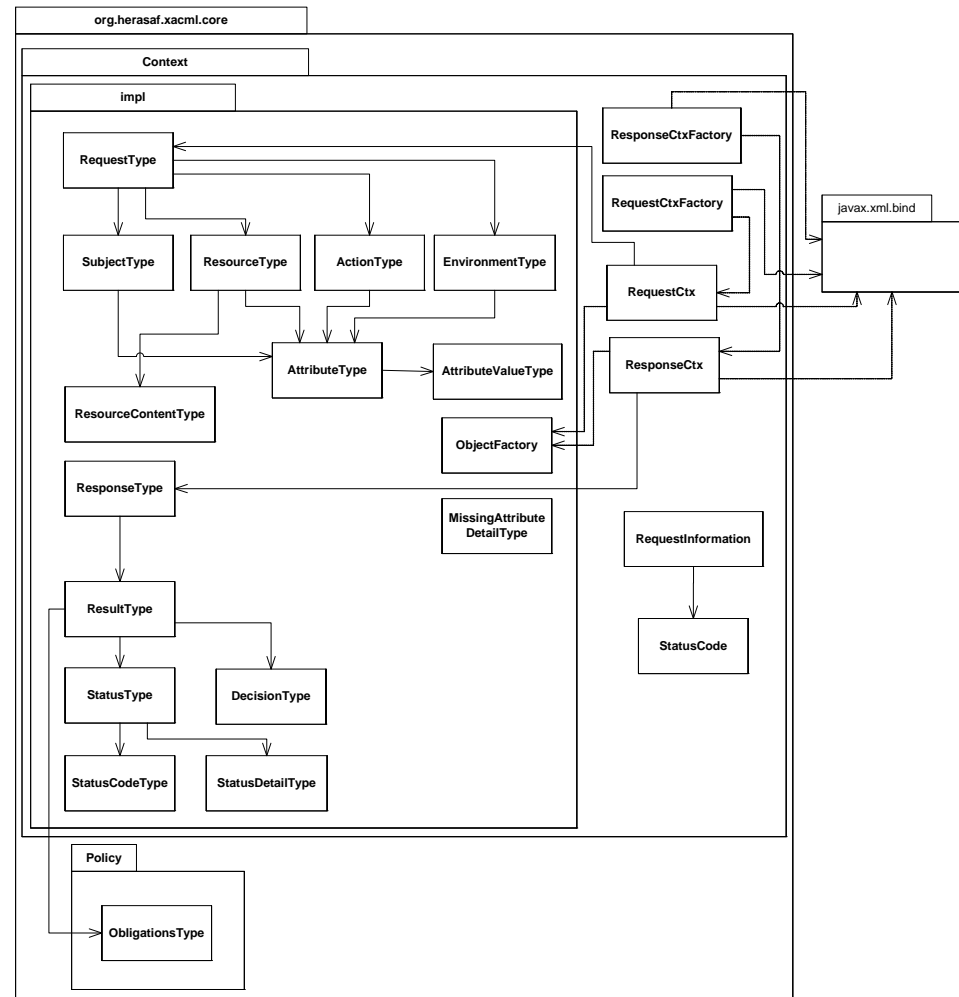 org.herasaf.xacml.core
Context
impl
ResponseCtxFactory
RequestType
RequestCtxFactory
javax.xml.bind
SubjectType
ResourceType
ActionType
EnvironmentType
RequestCtx
AttributeType
AttributeValueType
ResponseCtx
ResourceContentType
ObjectFactory
ResponseType
MissingAttribute
DetailType
RequestInformation
ResultType
StatusCode
StatusType
DecisionType
StatusCodeType
StatusDetailType
Policy
ObligationsType